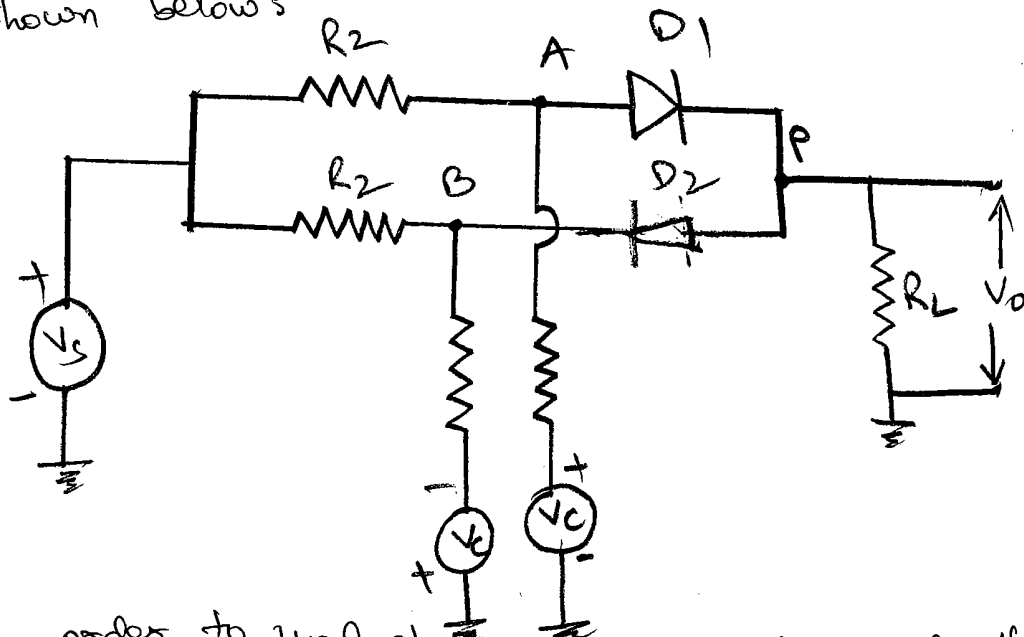 hown below
R2
A
D1
P
R2
B
D2
+
Vs
-
RL
Vo
-
+
Vc
Vc
+
-
order to